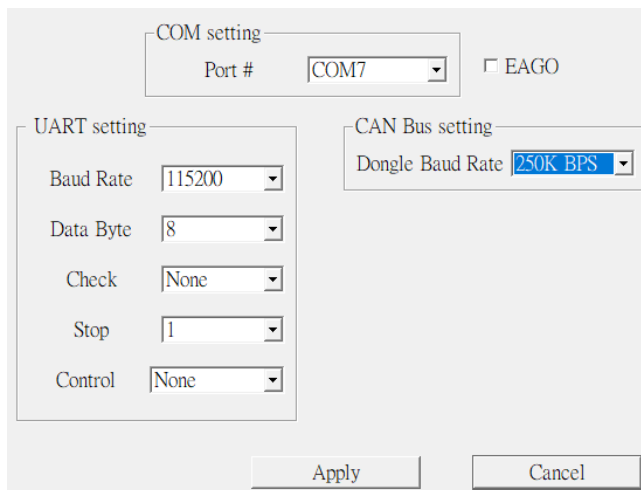 COM setting
Port # COM7
EAGO
UART setting
Baud Rate 115200
Data Byte 8
Check None
Stop 1
Control None
CAN Bus setting
Dongle Baud Rate 250K BPS
Apply Cancel